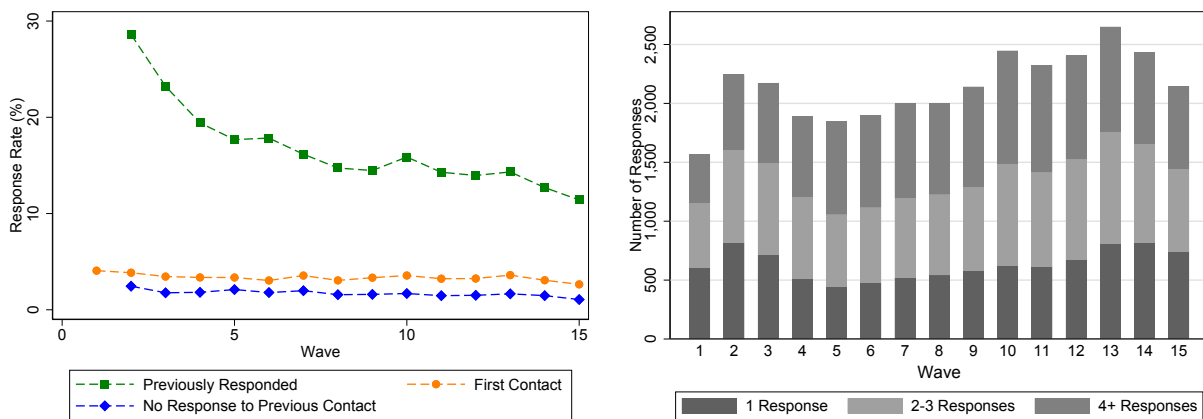 30
20
10
0
Response Rate (%)
0 5 10 15
Wave
Previously Responded
First Contact
No Response to Previous Contact
2,500
2,000
1,500
1,000
500
0
Number of Responses
1 2 3 4 5 6 7 8 9 10 11 12 13 14 15
Wave
1 Response
2-3 Responses
4+ Responses